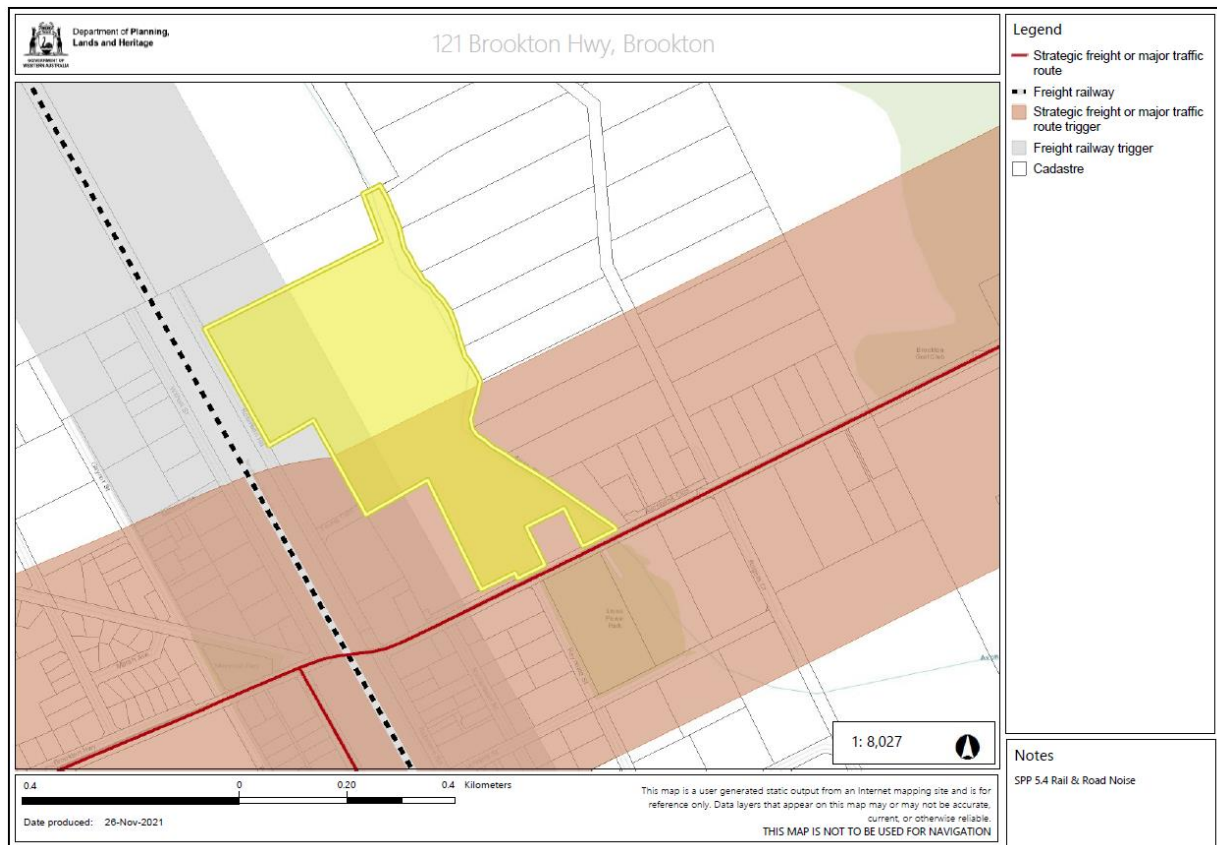 Department of Planning,
Lands and Heritage
GOVERNMENT OF
WESTERN AUSTRALIA
121 Brookton Hwy, Brookton
Legend
Strategic freight or major traffic
route
Freight railway
Strategic freight or major traffic
route trigger
Freight railway trigger
Cadastre
Brookton
Golf Club
1: 8,027
Notes
SPP 5.4 Rail & Road Noise
0.4 0 0.20 0.4 Kilometers
Date produced: 26-Nov-2021
This map is a user generated static output from an Internet mapping site and is for
reference only. Data layers that appear on this map may or may not be accurate,
current, or otherwise reliable.
THIS MAP IS NOT TO BE USED FOR NAVIGATION